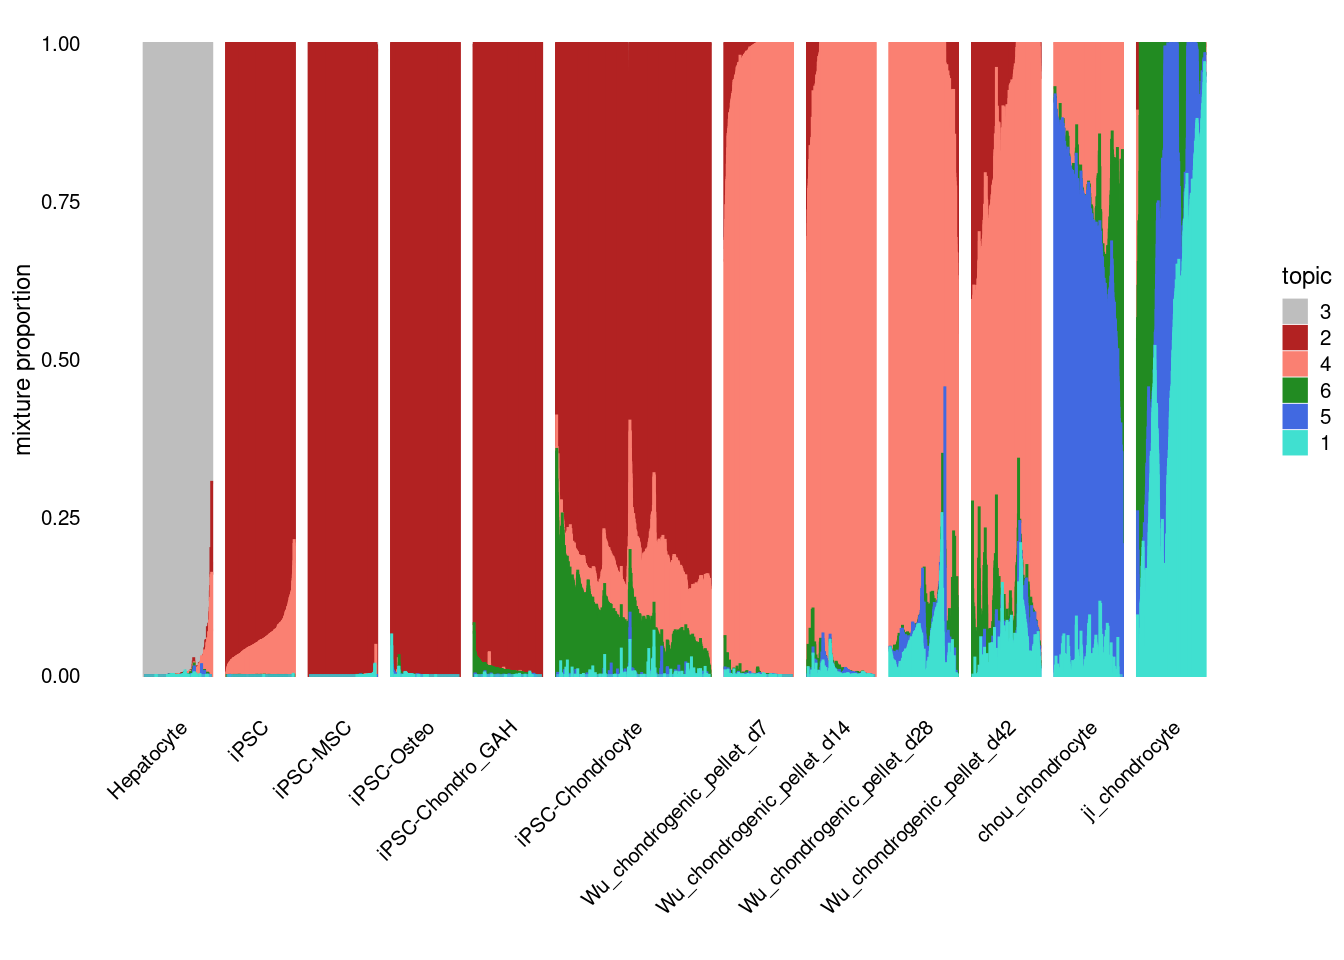 1.00
0.75
0.50
0.25
0.00
mixture proportion
Hepatocyte
iPSC
iPSC-MSC
iPSC-Osteo
iPSC-Chondro_GAH
iPSC-Chondrocyte
Wu_chondrogenic_pellet_d7
Wu_chondrogenic_pellet_d14
Wu_chondrogenic_pellet_d28
Wu_chondrogenic_pellet_d42
chou_chondrocyte
ji_chondrocyte
topic
3
2
4
6
5
1